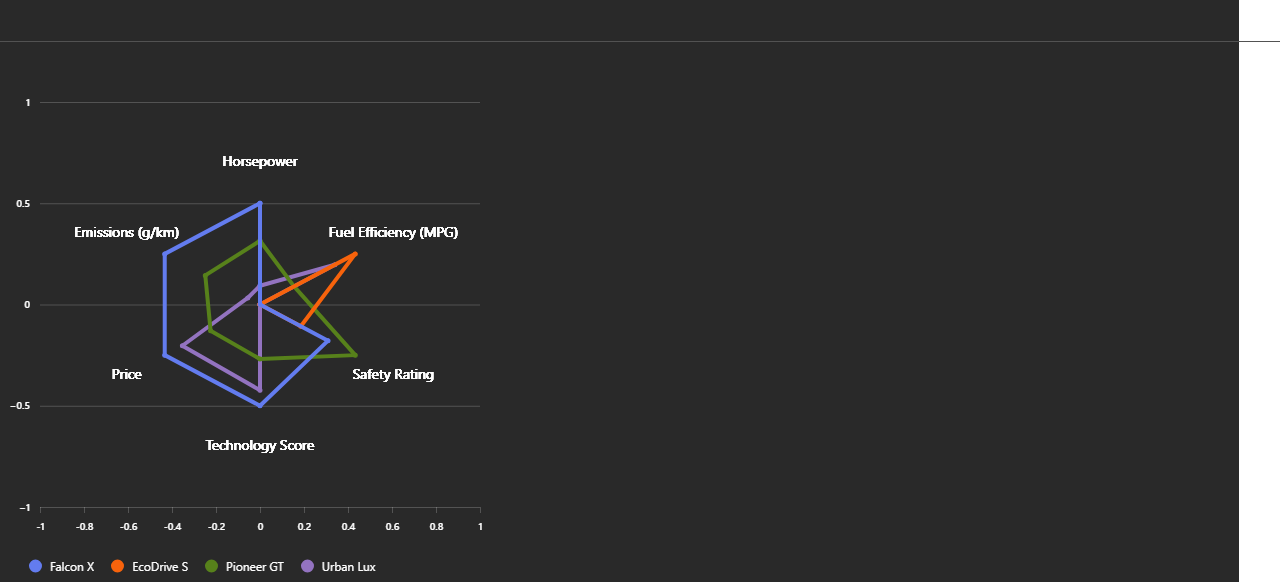 1
Horsepower
0.5
Emissions (g/km)
Fuel Efficiency (MPG)
0
Price
Safety Rating
−0.5
Technology Score
−1
-1 -0.8 -0.6 -0.4 -0.2 0 0.2 0.4 0.6 0.8 1
Falcon X EcoDrive S Pioneer GT Urban Lux